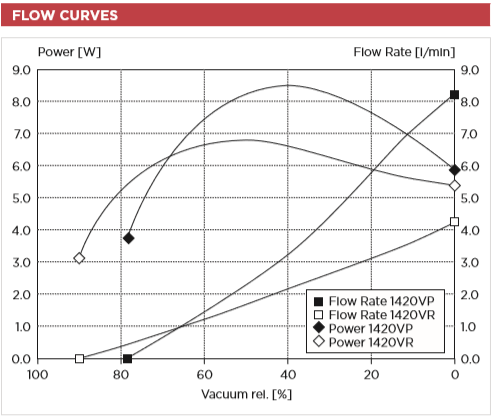 FLOW CURVES
Power [W] Flow Rate [l/min]
9.0 9.0
8.0 8.0
7.0 7.0
6.0 6.0
5.0 5.0
4.0 4.0
3.0 3.0
2.0 2.0
1.0 1.0
0.0 0.0
Flow Rate 1420VP
Flow Rate 1420VR
Power 1420VP
Power 1420VR
100 80 60 40 20 0
Vacuum rel. [%]